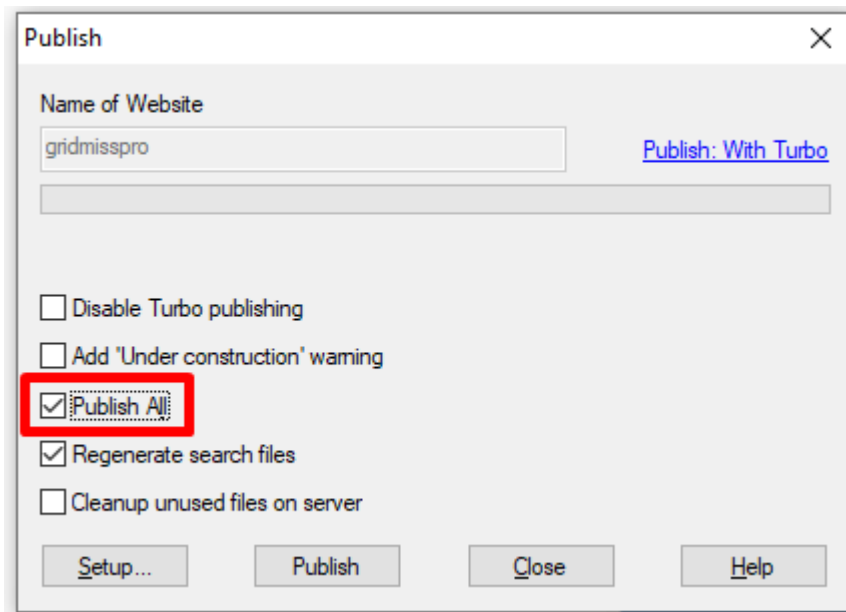 Publish
Name of Website
gridmisspro
Publish: With Turbo
Disable Turbo publishing
Add 'Under construction' warning
Publish All
Regenerate search files
Cleanup unused files on server
Setup... Publish Close Help